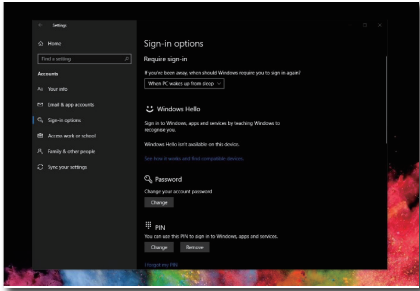 Settings
Home
Sign-in options
Find a setting
Require sign-in
Accounts
If you've been away, when should Windows require you to sign in again?
Your info
When PC wakes up from sleep
Email & app accounts
Windows Hello
Sign-in options
Sign in to Windows, apps and services by teaching Windows to
recognise you.
Access work or school
Windows Hello isn't available on this device.
Family & other people
See how it works and find compatible devices.
Sync your settings
Password
Change your account password
Change
PIN
You can use this PIN to sign in to Windows, apps and services.
Change Remove
I forgot my PIN